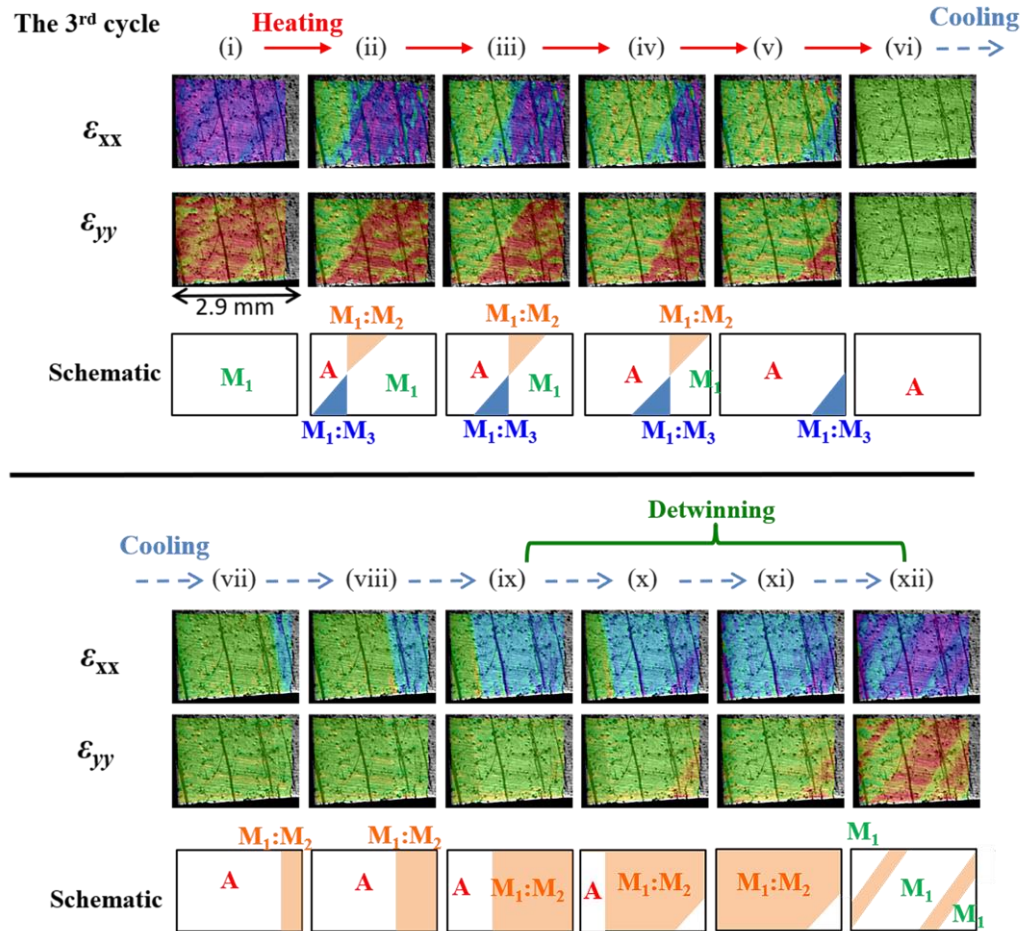 The 3rd cycle
Heating
Cooling
(i) (ii) (iii) (iv) (v) (vi)
εxx
εyy
2.9 mm
M1:M2 M1:M2 M1:M2
Schematic M1 A M1 A M1 A M1 A A
M1:M3 M1:M3 M1:M3 M1:M3
Detwinning
Cooling
(vii) (viii) (ix) (x) (xi) (xii)
εxx
εyy
M1:M2 M1:M2 M1
Schematic A A A M1:M2 A M1:M2 M1:M2 M1 M1